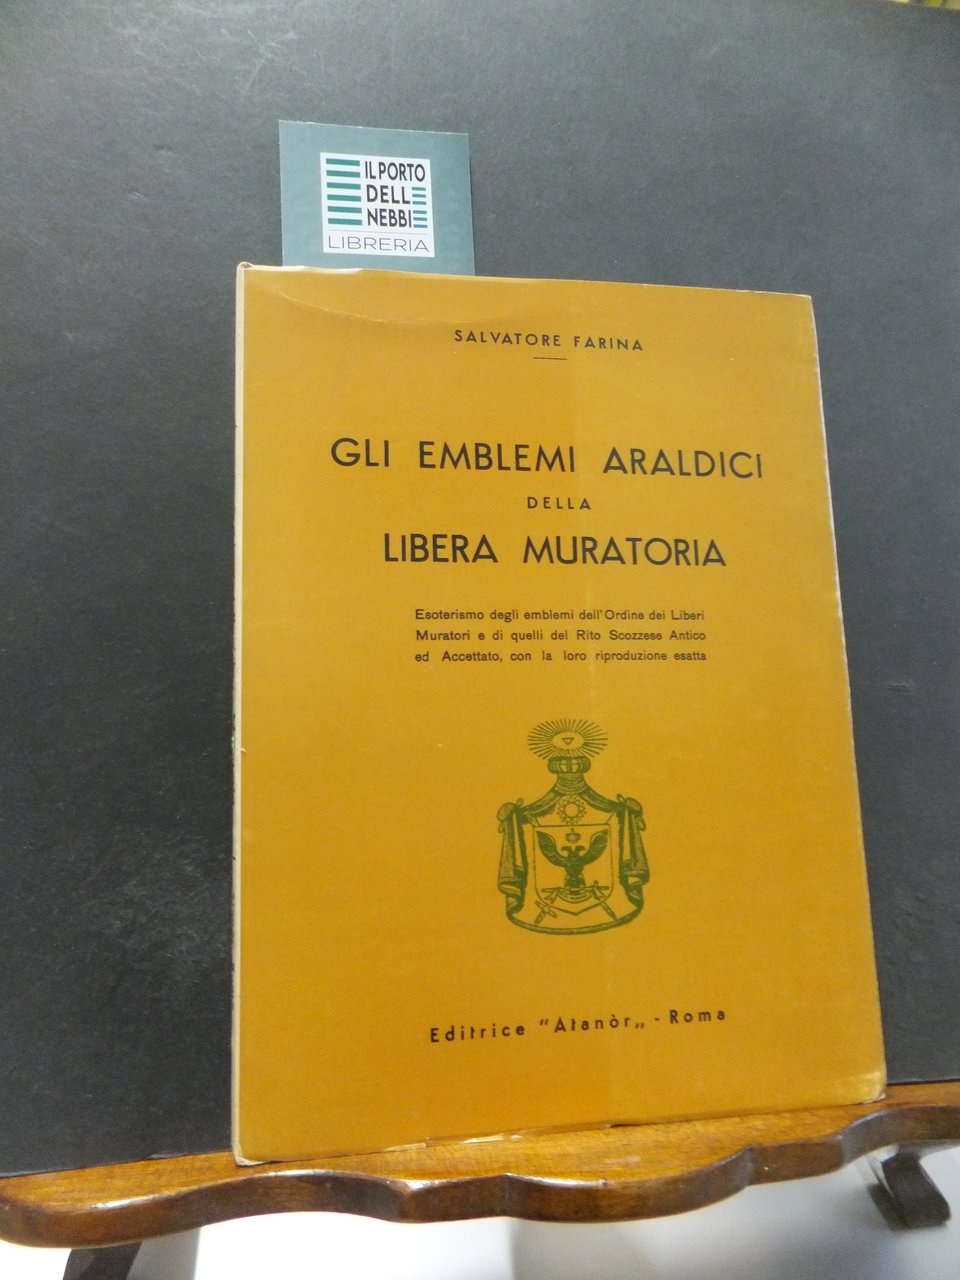 IL PORTO
DELL
NEBBI
LIBRERIA
SALVATORE FARINA
GLI EMBLEMI ARALDICI
DELLA
LIBERA MURATORIA
Esoterismo degli emblemi dell'Ordine dei Liberi
Muratori e di quelli del Rito Scozzese Antico
ed Accettato, con la loro riproduzione esatta
Editrice "Atanòr„ - Roma